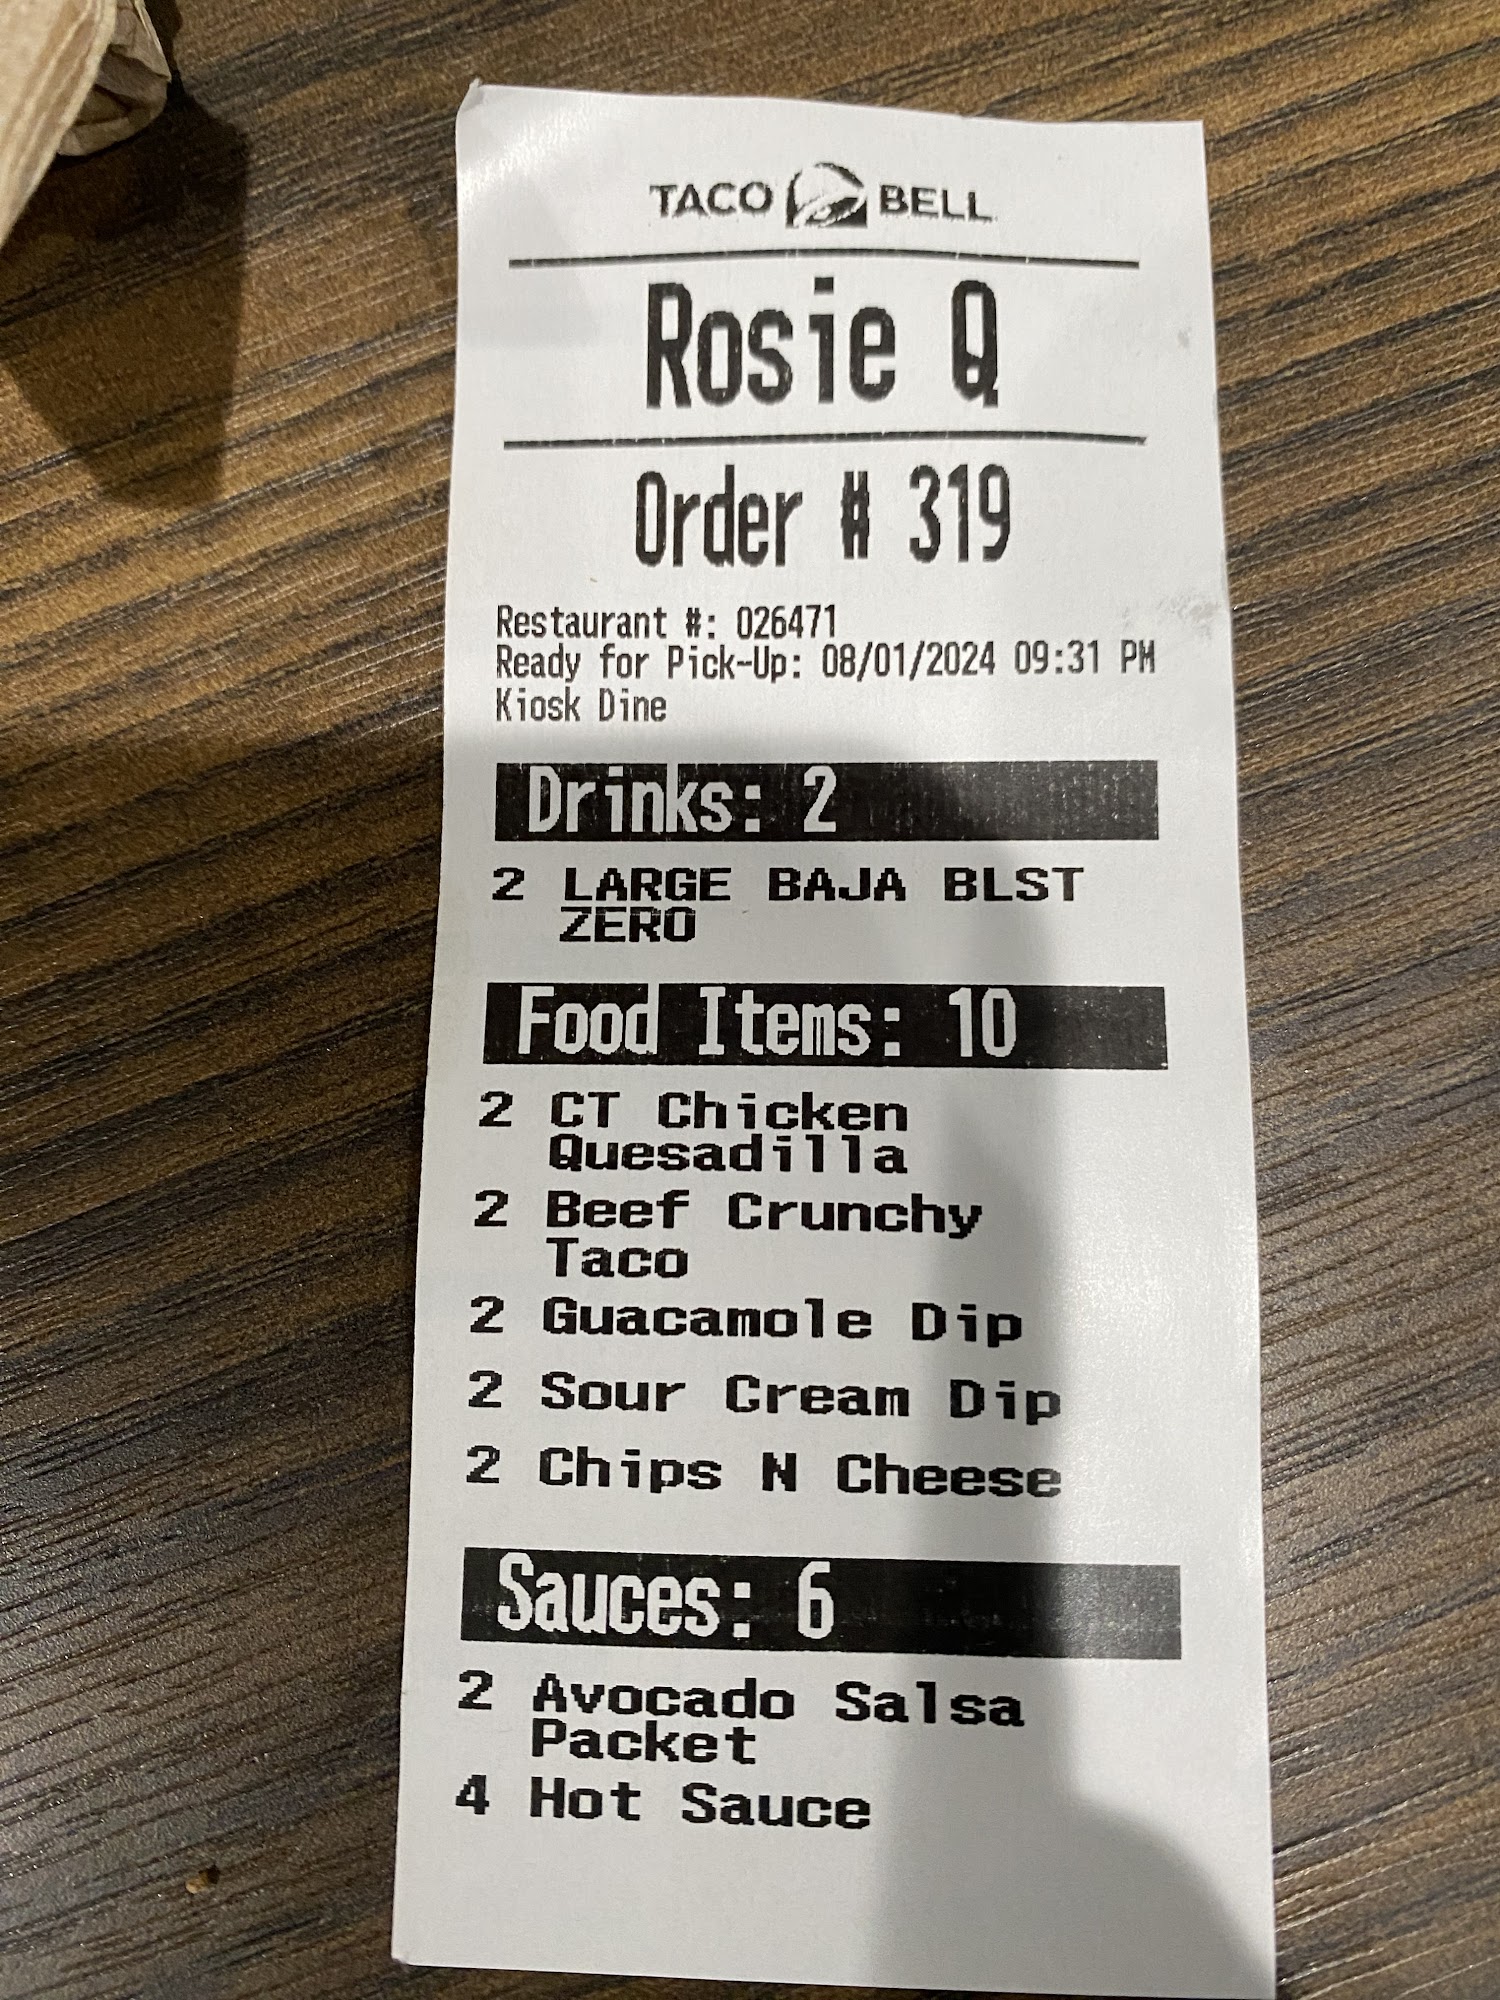 TACO BELL
Rosie Q
Order # 319
Restaurant #: 026471
Ready for Pick-Up: 08/01/2024 09:31 PM
Kiosk Dine
Drinks: 2
2 LARGE BAJA BLST
ZERO
Food Items: 10
2 CT Chicken
Quesadilla
2 Beef Crunchy
Taco
2 Guacamole Dip
2 Sour Cream Dip
2 Chips N Cheese
Sauces: 6
2 Avocado Salsa
Packet
4 Hot Sauce